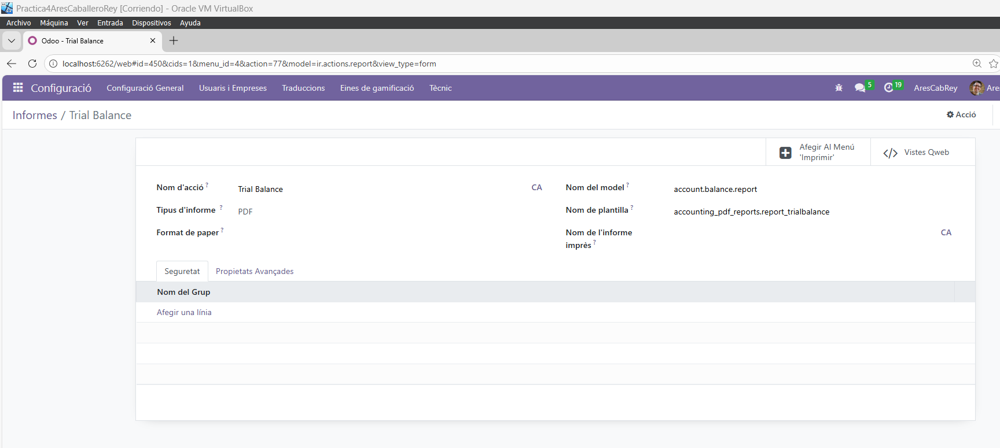 Practica4AresCaballeroRey [Corriendo] - Oracle VM VirtualBox
Archivo Máquina Ver Entrada Dispositivos Ayuda
Odoo - Trial Balance
localhost:6262/web#id=450&cids=1&menu_id=4&action=77&model=ir.actions.report&view_type=form
Configuració Configuració General Usuaris i Empreses Traduccions Eines de gamificació Tècnic 5 19 AresCabRey Ares
Informes / Trial Balance Acció
Afegir Al Menú
'Imprimir'
Vistes Qweb
Nom d'acció ? Trial Balance CA
Nom del model ? account.balance.report
Tipus d'informe ? PDF
Nom de plantilla ? accounting_pdf_reports.report_trialbalance
Format de paper ?
Nom de l'informe
imprès ? CA
Seguretat Propietats Avançades
Nom del Grup
Afegir una línia